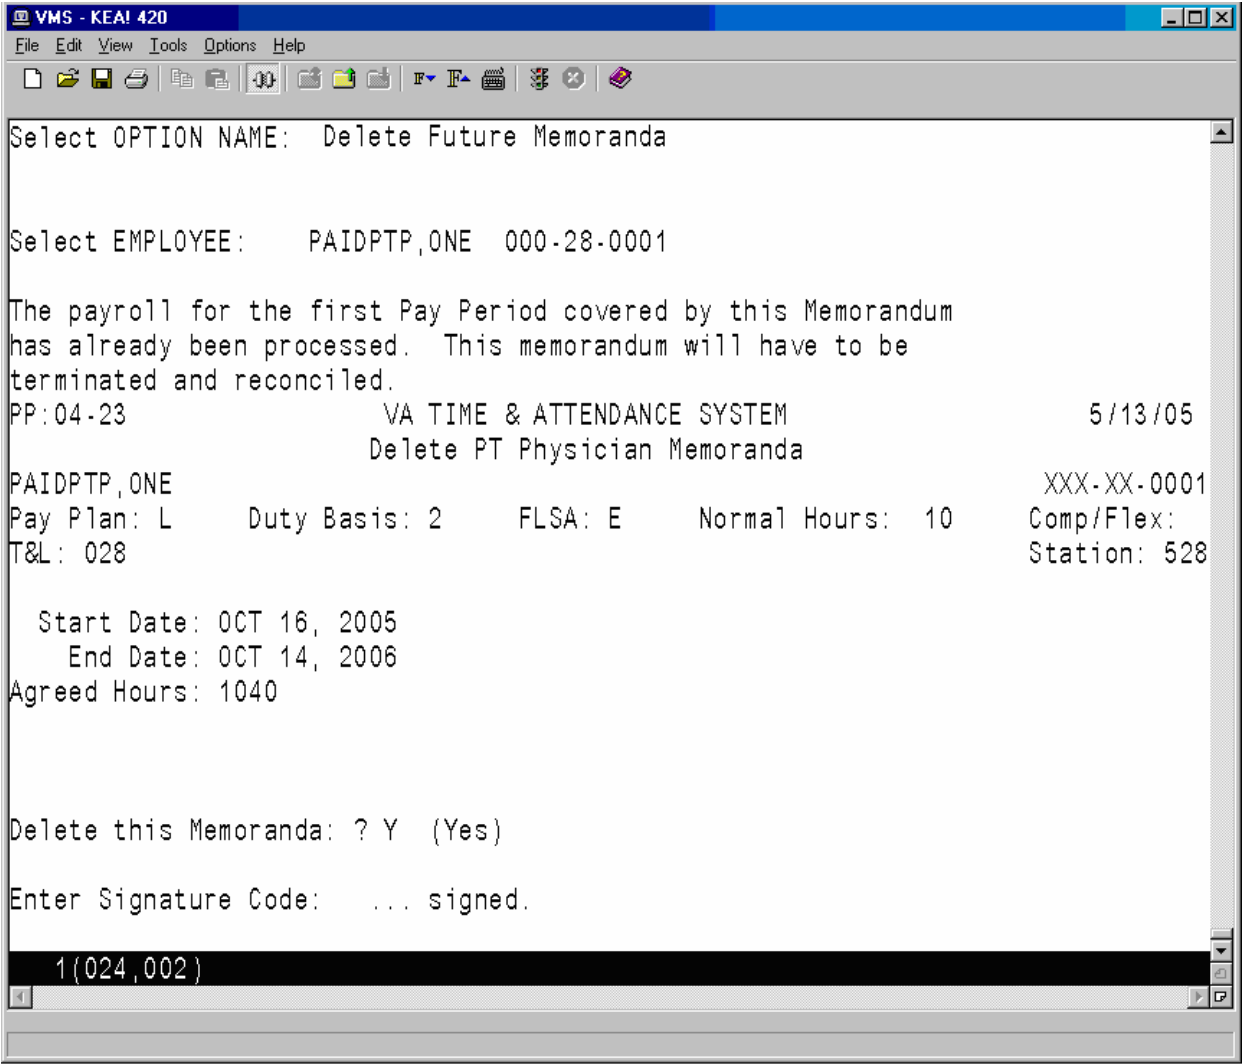 VMS - KEA! 420
File Edit View Tools Options Help
Select OPTION NAME: Delete Future Memoranda
Select EMPLOYEE: PAIDPTP,ONE 000-28-0001
The payroll for the first Pay Period covered by this Memorandum
has already been processed. This memorandum will have to be
terminated and reconciled.
PP:04-23 VA TIME & ATTENDANCE SYSTEM 5/13/05
Delete PT Physician Memoranda
PAIDPTP,ONE XXX-XX-0001
Pay Plan: L Duty Basis: 2 FLSA: E Normal Hours: 10 Comp/Flex:
T&L: 028 Station: 528
Start Date: OCT 16, 2005
End Date: OCT 14, 2006
Agreed Hours: 1040
Delete this Memoranda: ? Y (Yes)
Enter Signature Code: ... signed.
1(024,002)